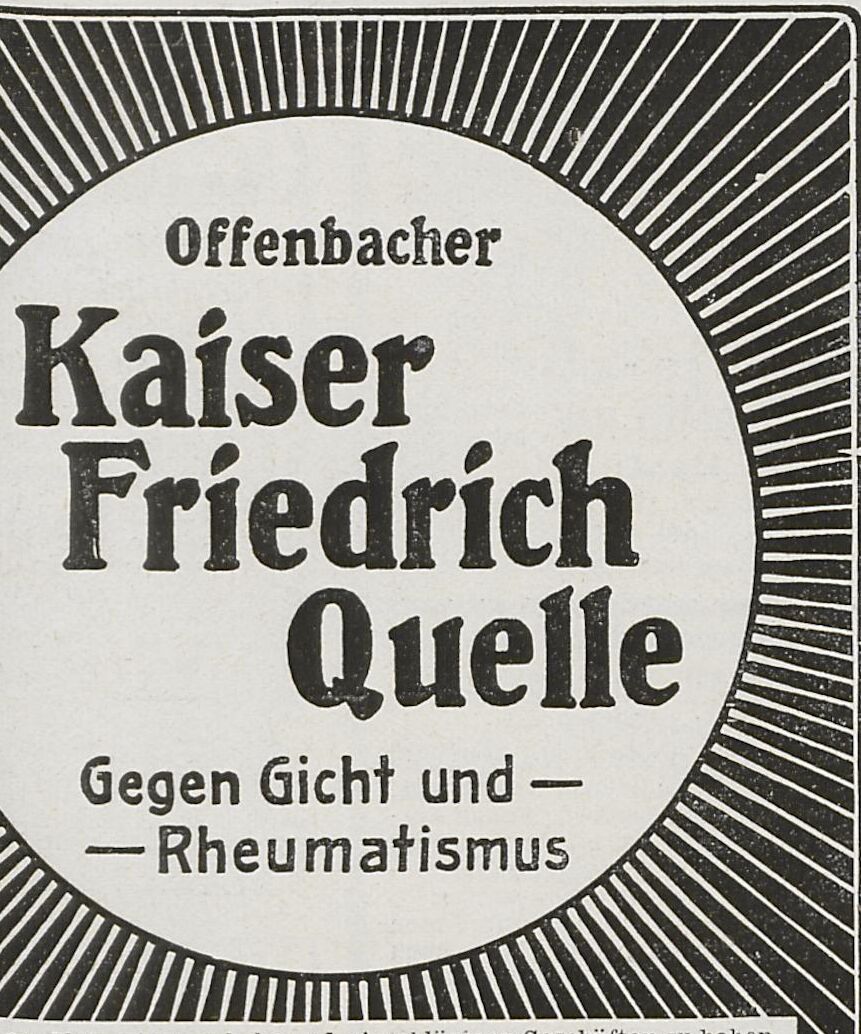 Offenbacher
Kaiser
Friedrich
Quelle
Gegen Gicht und —
— Rheumatismus